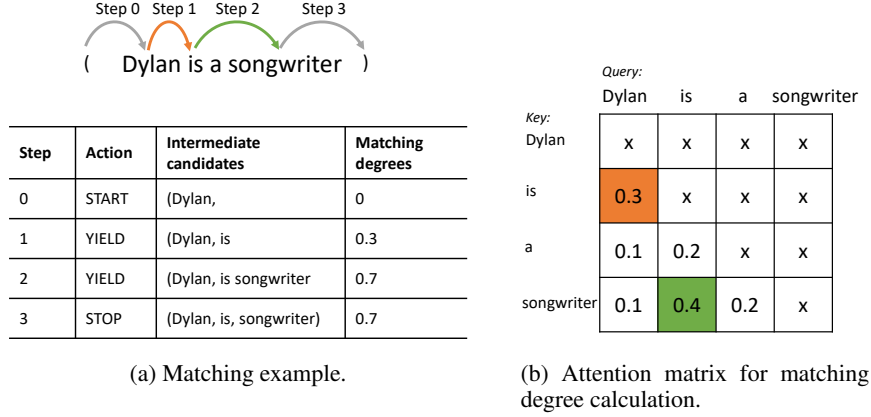 Step 0 Step 1 Step 2 Step 3
( Dylan is a songwriter )
Step Action Intermediate candidates Matching degrees
0 START (Dylan, 0
1 YIELD (Dylan, is 0.3
2 YIELD (Dylan, is songwriter 0.7
3 STOP (Dylan, is, songwriter) 0.7
(a) Matching example.
Query:
Dylan is a songwriter
Key:
Dylan x x x x
is 0.3 x x x
a 0.1 0.2 x x
songwriter 0.1 0.4 0.2 x
(b) Attention matrix for matching
degree calculation.